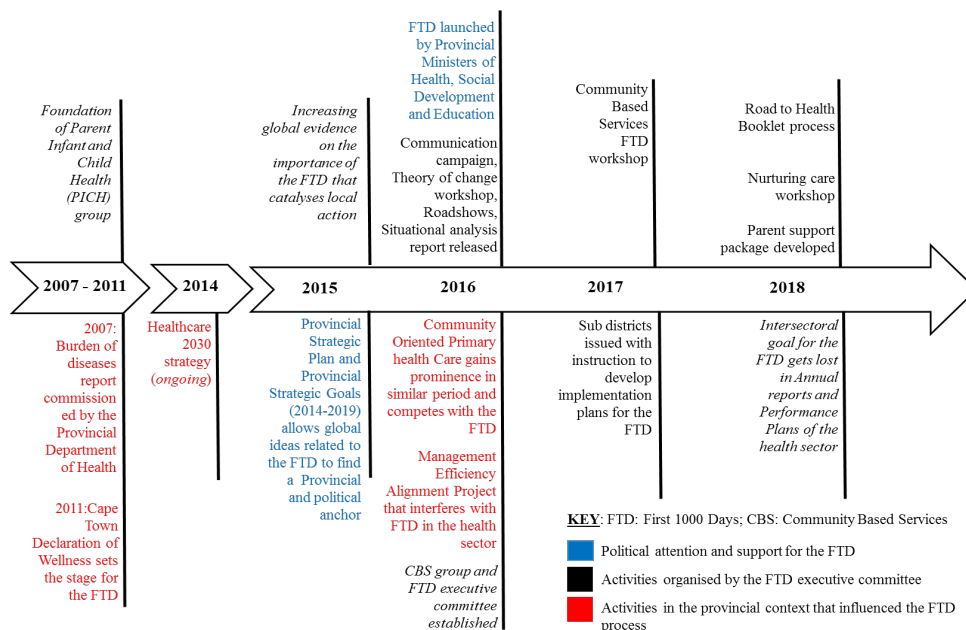 Foundation
of Parent
Infant and
Child
Health
(PICH)
group
Increasing
global evidence
on the
importance of
the FTD that
catalyses local
action
FTD launched
by Provincial
Ministers of
Health, Social
Development
and Education
Communication
campaign,
Theory of change
workshop,
Roadshows,
Situational analysis
report released
Community
Based
Services
FTD
workshop
Road to Health
Booklet process
Nurturing care
workshop
Parent support
package developed
2007 - 2011
2014
2015
2016
2017
2018
2007:
Burden of
diseases
report
commission
ed by the
Provincial
Department
of Health
2011:Cape
Town
Declaration of
Wellness sets
the stage for
the FTD
Healthcare
2030
strategy
(ongoing)
Provincial
Strategic
Plan and
Provincial
Strategic Goals
(2014-2019)
allows global
ideas related to
the FTD to find
a Provincial
and political
anchor
Community
Oriented Primary
health Care gains
prominence in
similar period and
competes with the
FTD
Management
Efficiency
Alignment Project
that interferes with
FTD in the health
sector
CBS group and
FTD executive
committee
established
Sub districts
issued with
instruction to
develop
implementation
plans for the
FTD
Intersectoral
goal for the
FTD gets lost
in Annual
reports and
Performance
Plans of the
health sector
KEY: FTD: First 1000 Days; CBS: Community Based Services
Political attention and support for the FTD
Activities organised by the FTD executive committee
Activities in the provincial context that influenced the FTD
process